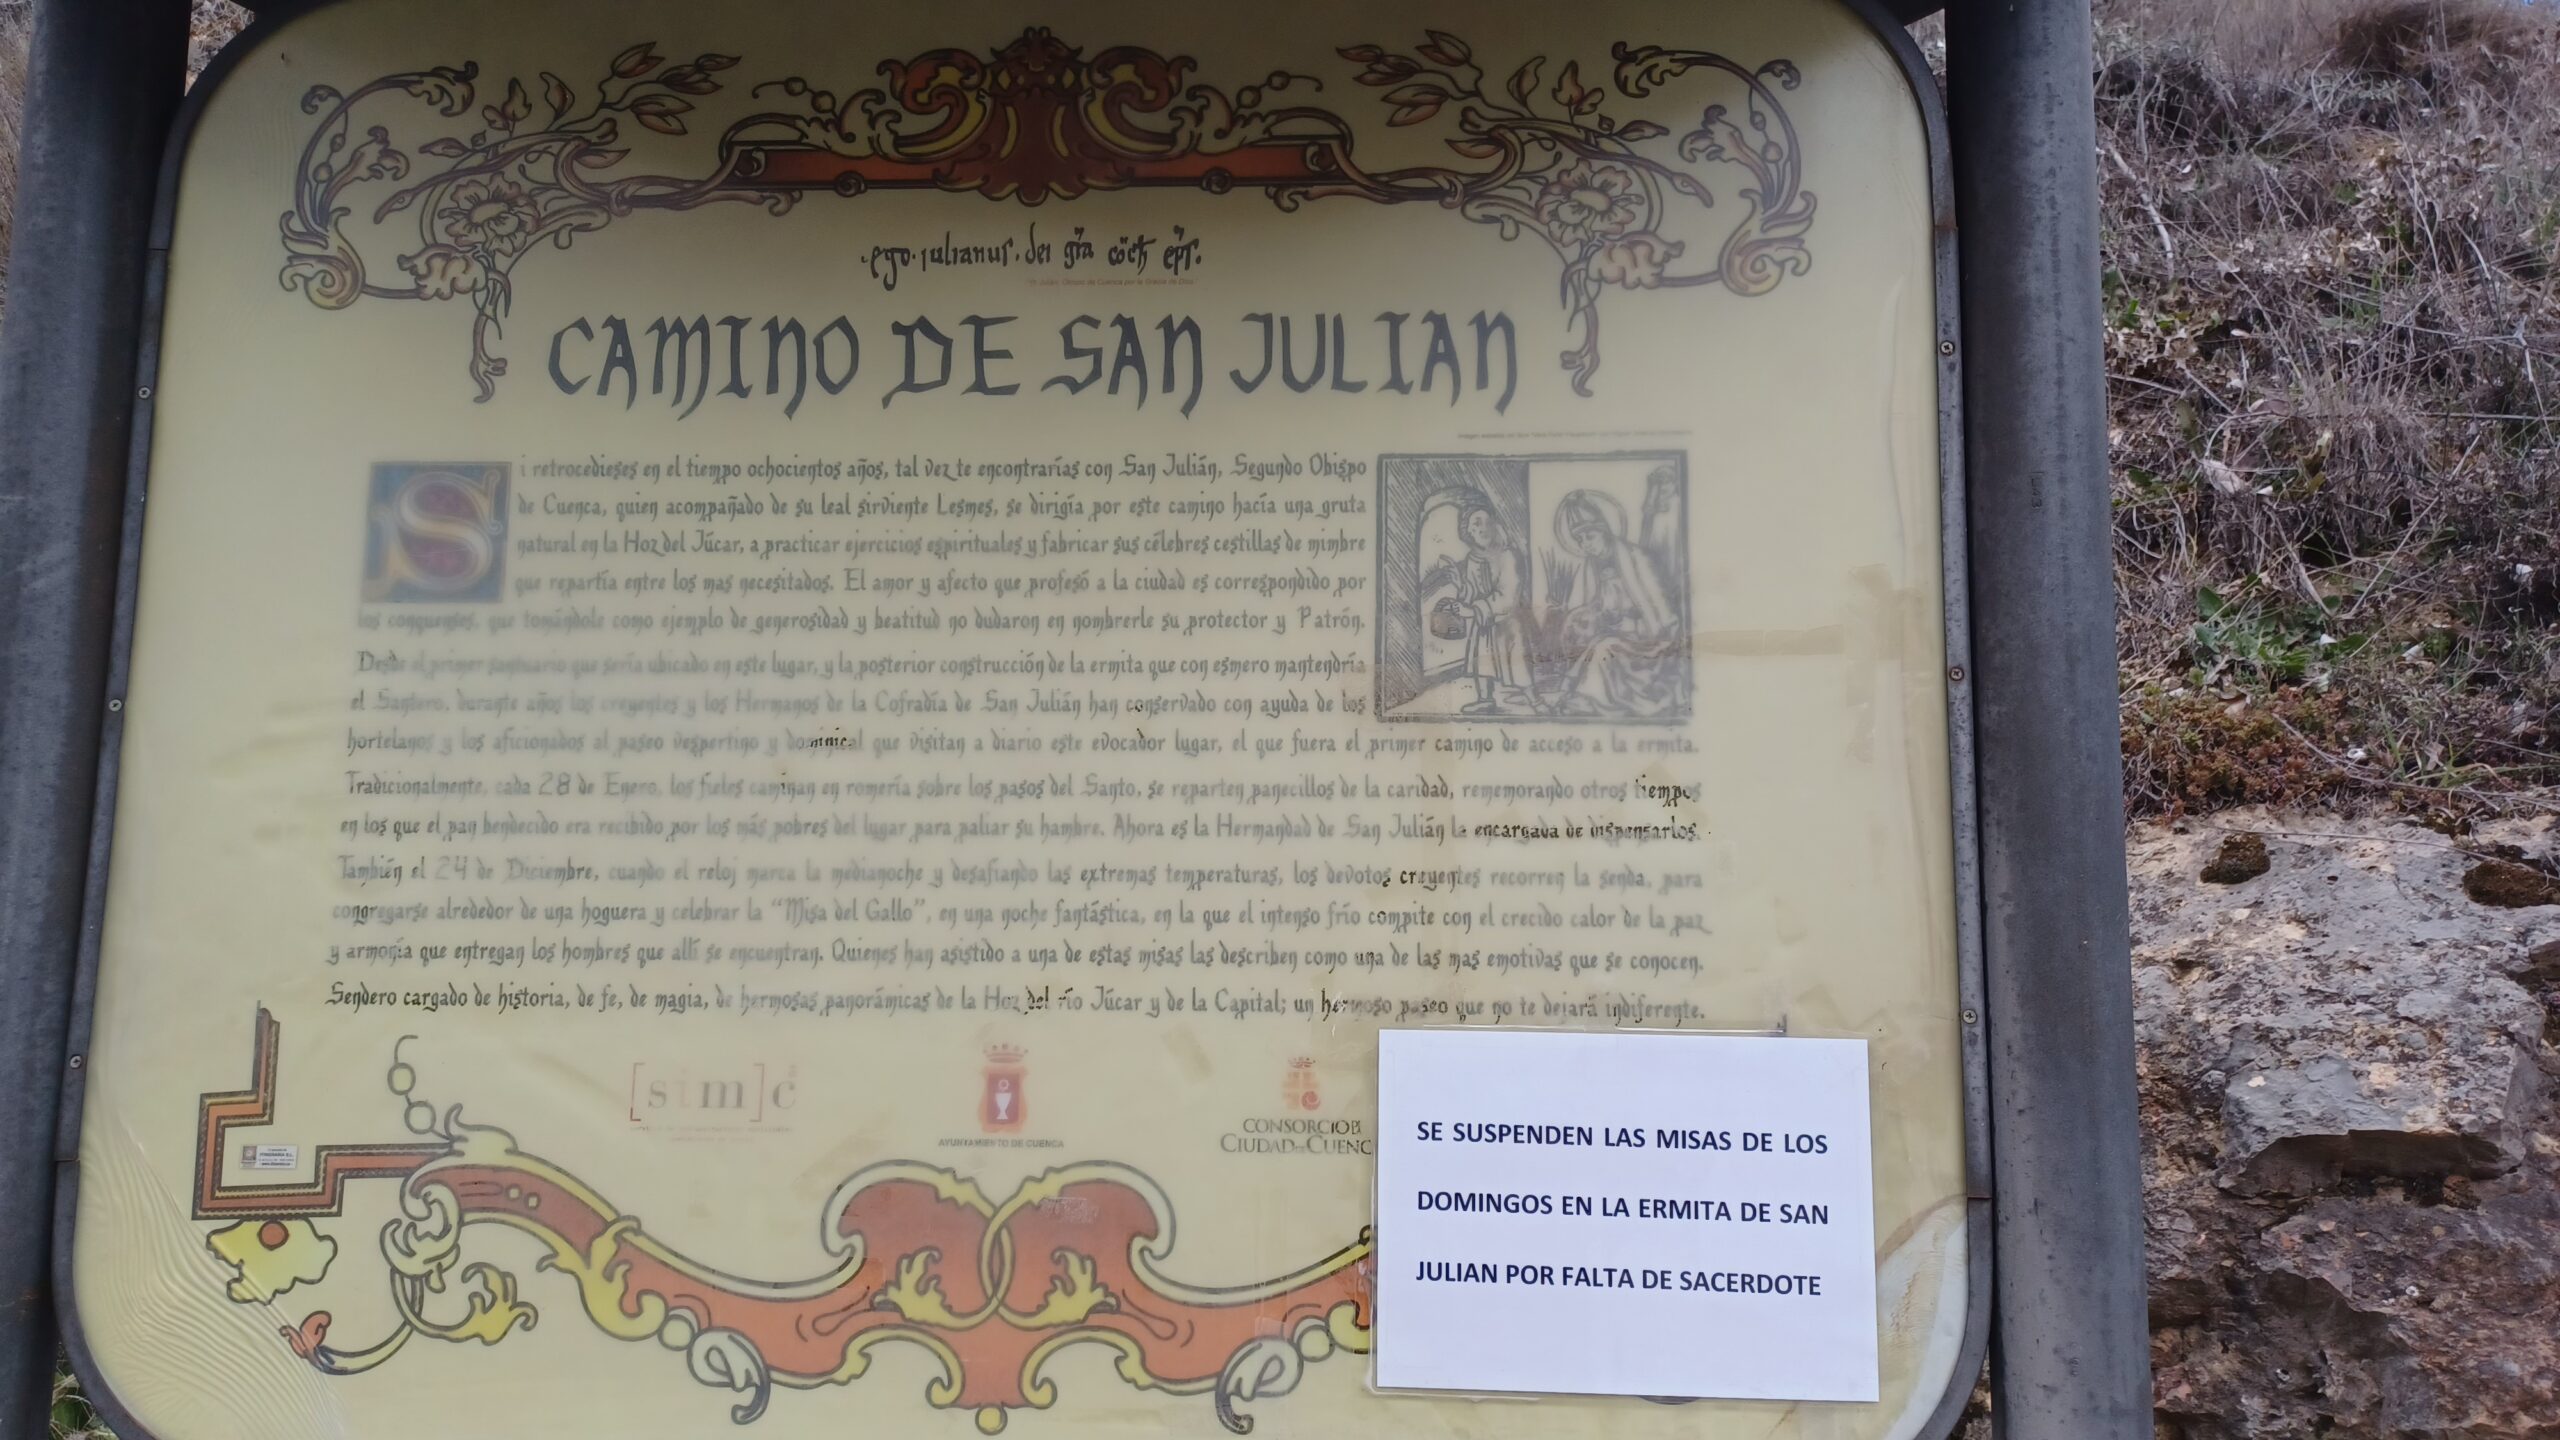 ·ego·julianus·dei gra coch eps·
CAMINO DE SAN JULIAN
Si retrocedieses en el tiempo ochocientos años, tal vez te encontrarías con San Julián, Segundo Obispo
de Cuenca, quien acompañado de su leal sirviente Lesmes, se dirigía por este camino hacía una gruta
natural en la Hoz del Júcar, a practicar ejercicios espirituales y fabricar sus célebres cestillas de mimbre
que repartía entre los mas necesitados. El amor y afecto que profesó a la ciudad es correspondido por
los conquenses, que tomándole como ejemplo de generosidad y beatitud no dudaron en nombrerle su protector y Patrón.
Desde el primer santuario que sería ubicado en este lugar, y la posterior construcción de la ermita que con esmero mantendría
el Santero, durante años los creyentes y los Hermanos de la Cofradía de San Julián han conservado con ayuda de los
hortelanos y los aficionados al paseo vespertino y dominical que visitan a diario este evocador lugar, el que fuera el primer camino de acceso a la ermita.
Tradicionalmente, cada 28 de Enero, los fieles caminan en romería sobre los pasos del Santo, se reparten panecillos de la caridad, rememorando otros tiempos
en los que el pan bendecido era recibido por los más pobres del lugar para paliar su hambre. Ahora es la Hermandad de San Julián la encargada de dispensarlos.
También el 24 de Diciembre, cuando el reloj marca la medianoche y desafiando las extremas temperaturas, los devotos creyentes recorren la senda, para
congregarse alrededor de una hoguera y celebrar la "Misa del Gallo", en una noche fantástica, en la que el intenso frío compite con el crecido calor de la paz
y armonía que entregan los hombres que allí se encuentran. Quienes han asistido a una de estas misas las describen como una de las mas emotivas que se conocen.
Sendero cargado de historia, de fe, de magia, de hermosas panorámicas de la Hoz del río Júcar y de la Capital; un hermoso paseo que no te dejará indiferente.
[simc]
AYUNTAMIENTO DE CUENCA
CONSORCIO
CIUDAD DE CUENC
SE SUSPENDEN LAS MISAS DE LOS
DOMINGOS EN LA ERMITA DE SAN
JULIAN POR FALTA DE SACERDOTE